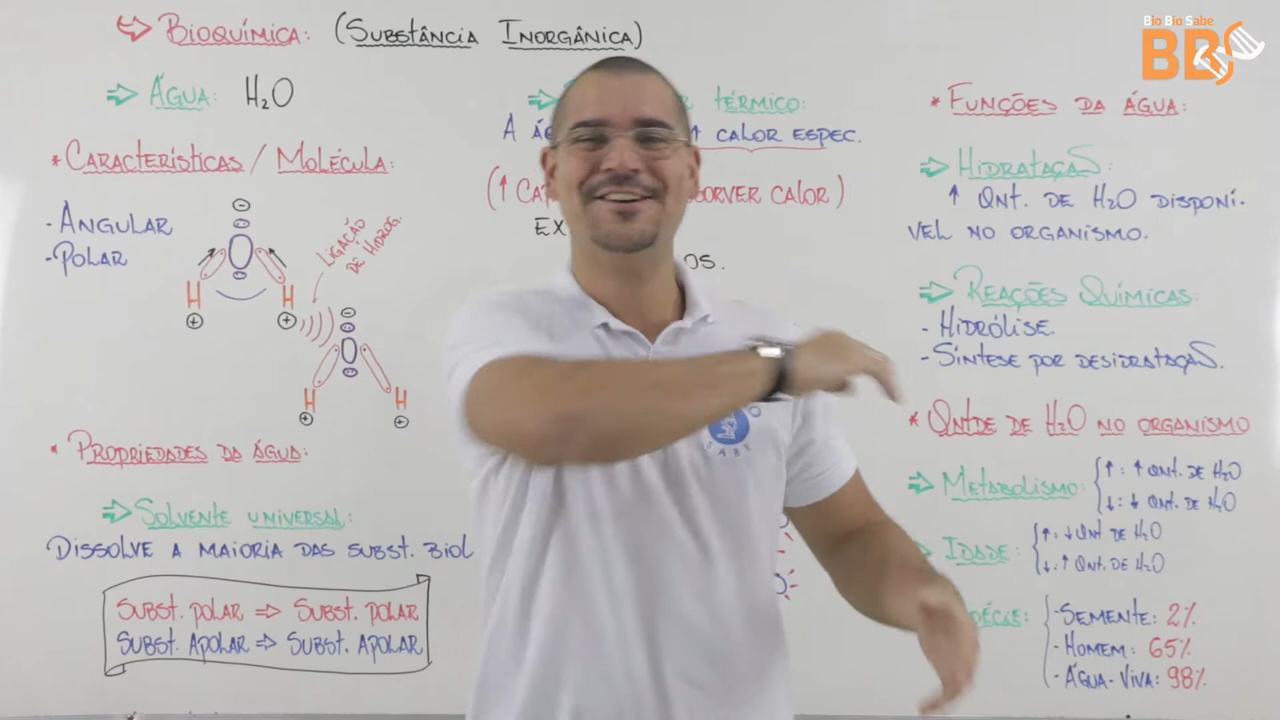 Bio Bio Sabe
BBS
BIOQUÍMICA: (SUBSTÂNCIA INORGÂNICA)
⇒ ÁGUA: H₂O
* CARACTERÍSTICAS / MOLÉCULA:
- ANGULAR
- POLAR
LIGAÇÃO
DE HIDROG.
H H
H H
* PROPRIEDADES DA ÁGUA:
⇒ SOLVENTE UNIVERSAL:
DISSOLVE A MAIORIA DAS SUBST. BIOL
SUBST. POLAR ⇒ SUBST. POLAR
SUBST. APOLAR ⇒ SUBST. APOLAR
⇒ TÉRMICO:
A ↑ CALOR ESPEC.
(↑ CALOR)
EX
OS.
SABE
* FUNÇÕES DA ÁGUA:
⇒ HIDRATAÇÃO:
↑ QNT. DE H₂O DISPONÍ-
VEL NO ORGANISMO.
⇒ REAÇÕES QUÍMICAS:
- HIDRÓLISE.
- SÍNTESE POR DESIDRATAÇÃO.
* QNTDE DE H₂O NO ORGANISMO
⇒ METABOLISMO: ↑: ↑ QNT. DE H₂O
↓: ↓ QNT. DE H₂O
IDADE: ↑: ↓ QNT DE H₂O
↓: ↑ QNT. DE H₂O
- SEMENTE: 2%
- HOMEM: 65%
- ÁGUA-VIVA: 98%